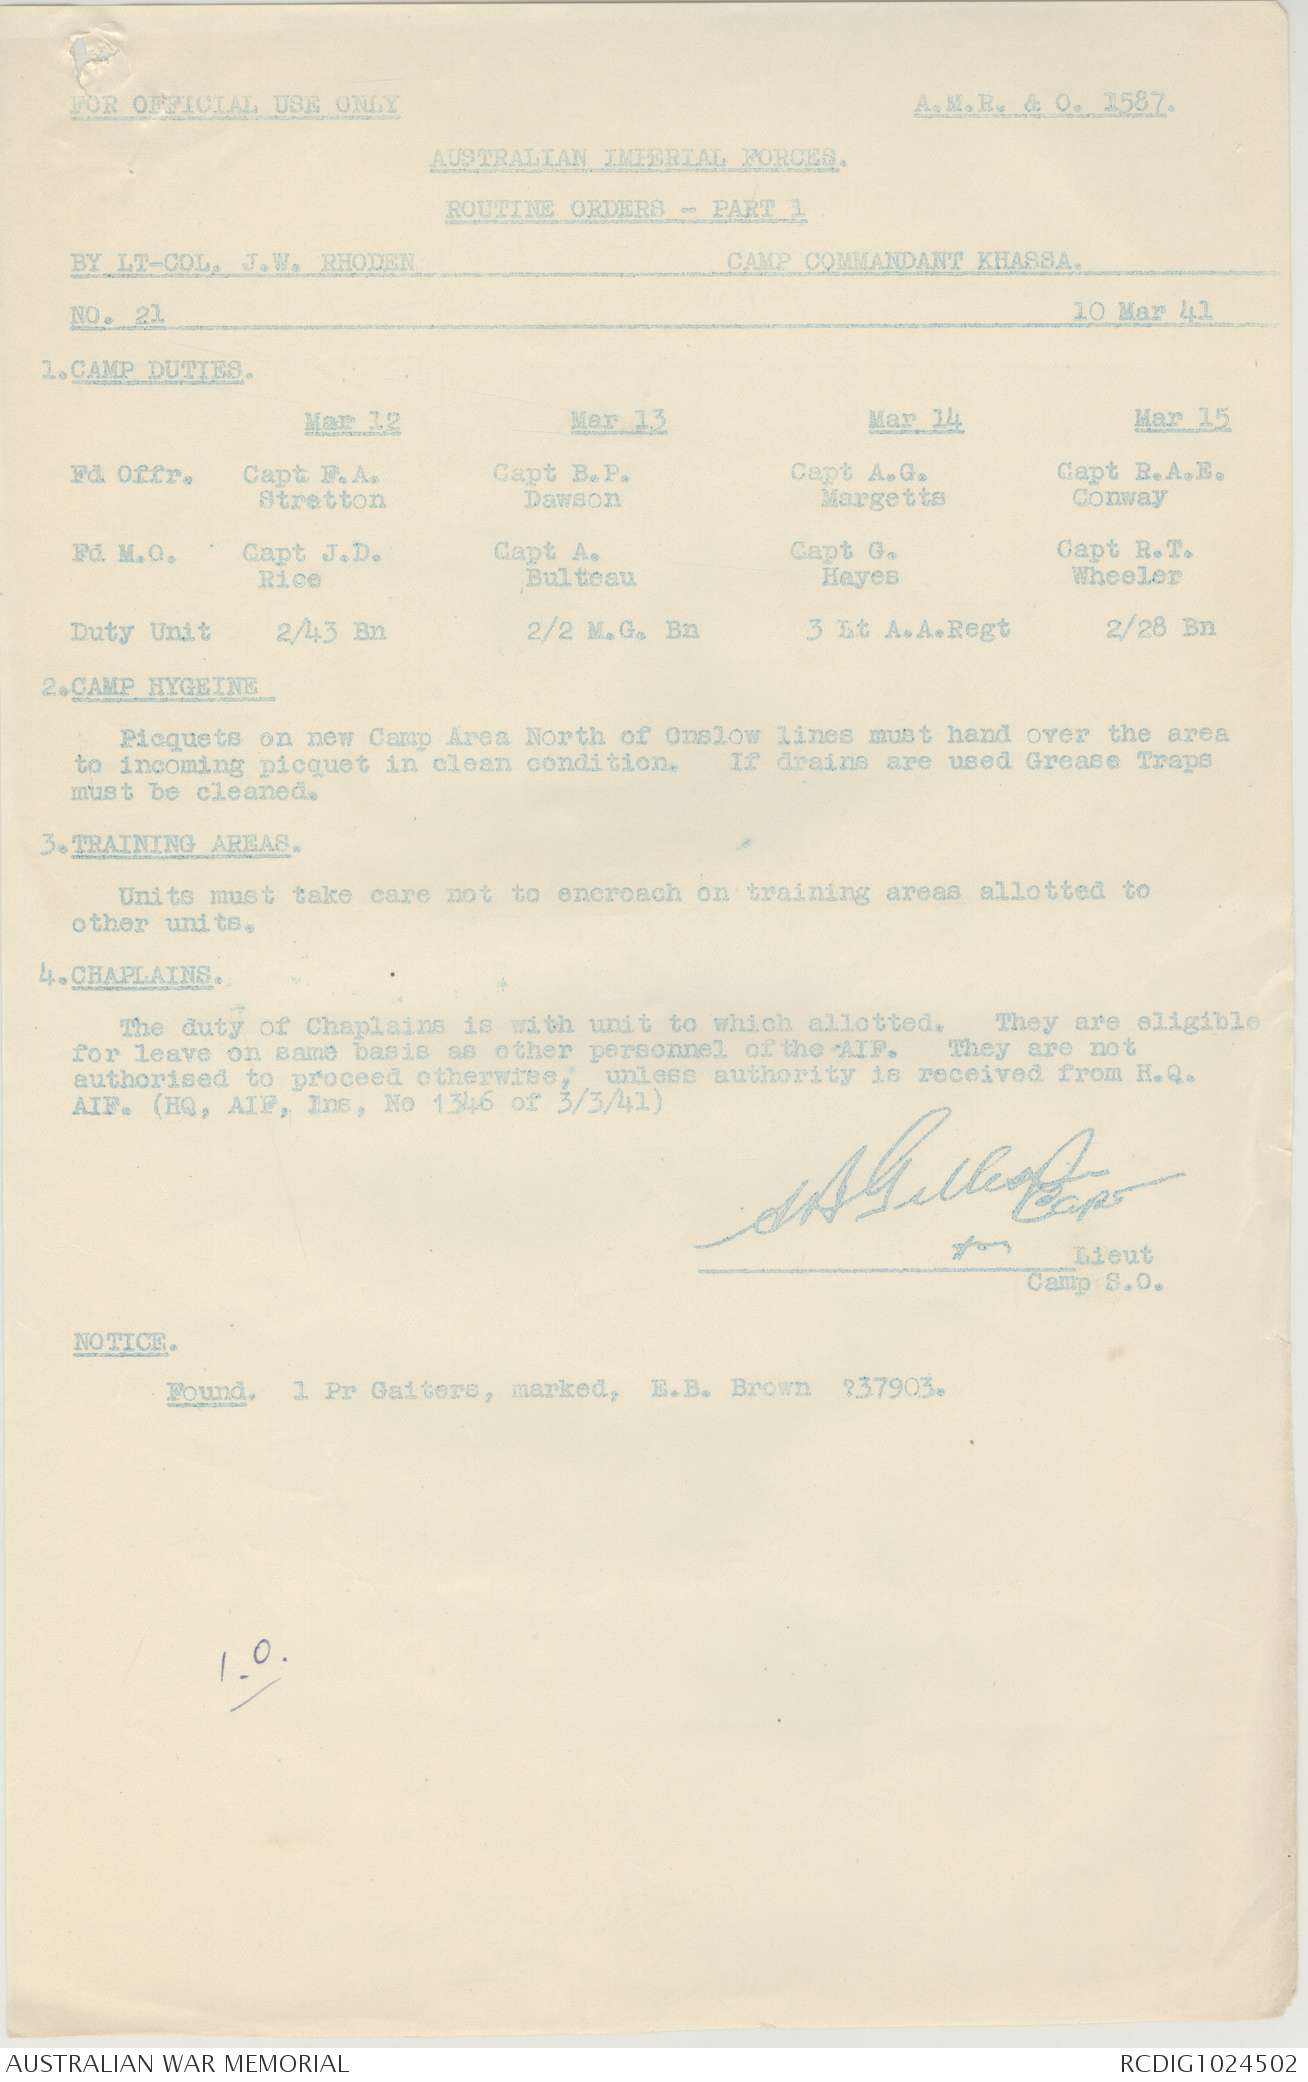 FOR OFFICIAL USE ONLY A.M.R. & O. 1587.
AUSTRALIAN IMPERIAL FORCES.
ROUTINE ORDERS - PART 1
BY LT-COL. J.W. RHODEN CAMP COMMANDANT KHASSA.
NO. 21 10 Mar 41
1. CAMP DUTIES.
Mar 12 Mar 13 Mar 14 Mar 15
Fd Offr. Capt F.A. Capt B.P. Capt A.G. Capt R.A.E.
Stretton Dawson Margetts Conway
Fd M.O. Capt J.D. Capt A. Capt G. Capt R.T.
Rice Bulteau Hayes Wheeler
Duty Unit 2/43 Bn 2/2 M.G. Bn 3 Lt A.A.Regt 2/28 Bn
2. CAMP HYGEINE
Picquets on new Camp Area North of Onslow lines must hand over the area
to incoming picquet in clean condition. If drains are used Grease Traps
must be cleaned.
3. TRAINING AREAS.
Units must take care not to encroach on training areas allotted to
other units.
4. CHAPLAINS.
The duty of Chaplains is with unit to which allotted. They are eligible
for leave on same basis as other personnel of the AIF. They are not
authorised to proceed otherwise, unless authority is received from H.Q.
AIF. (HQ, AIF, Ins, No 1346 of 3/3/41)
Capt
for Lieut
Camp S.O.
NOTICE.
Found. 1 Pr Gaiters, marked, E.B. Brown ?37903.
1.0.
AUSTRALIAN WAR MEMORIAL RCDIG1024502